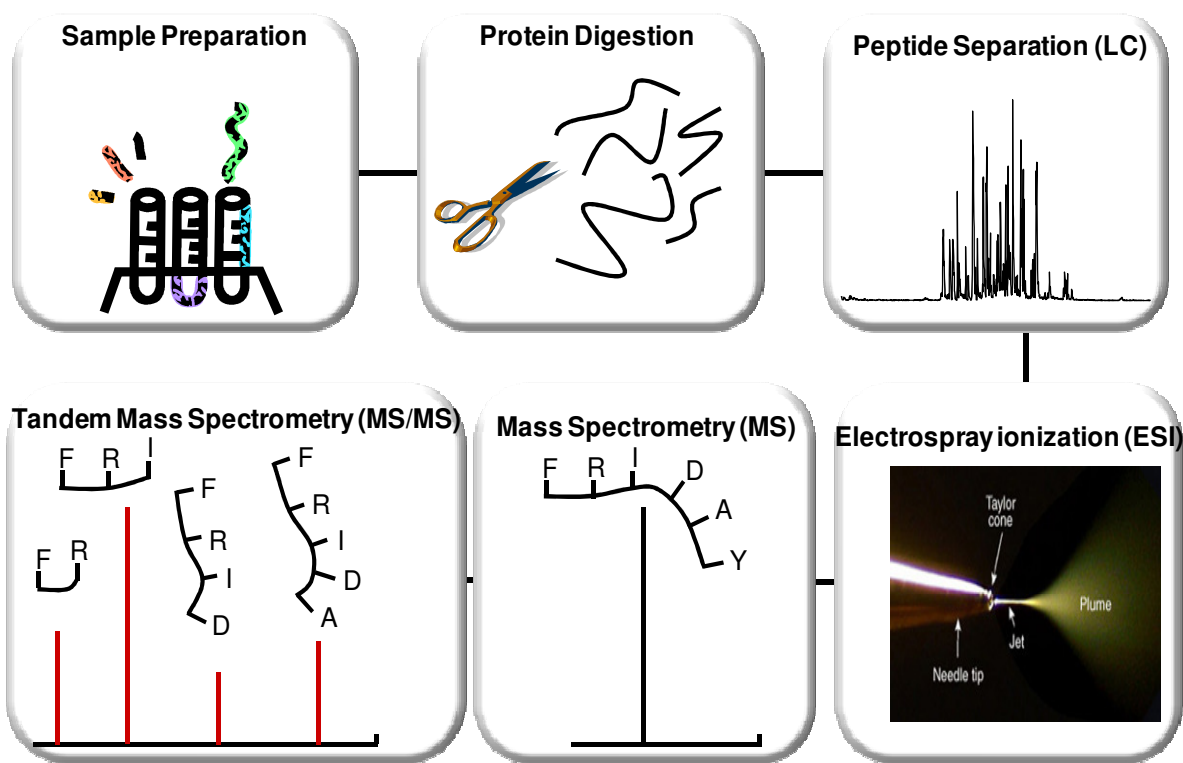 Sample Preparation
Protein Digestion
Peptide Separation (LC)
E
E
E
E
E
E
Tandem Mass Spectrometry (MS/MS)
F R I
F R
F
R
I
D
F
R
I
D
A
Mass Spectrometry (MS)
F R I D
A
Y
Electrospray ionization (ESI)
Taylor
cone
Plume
Jet
Needle tip